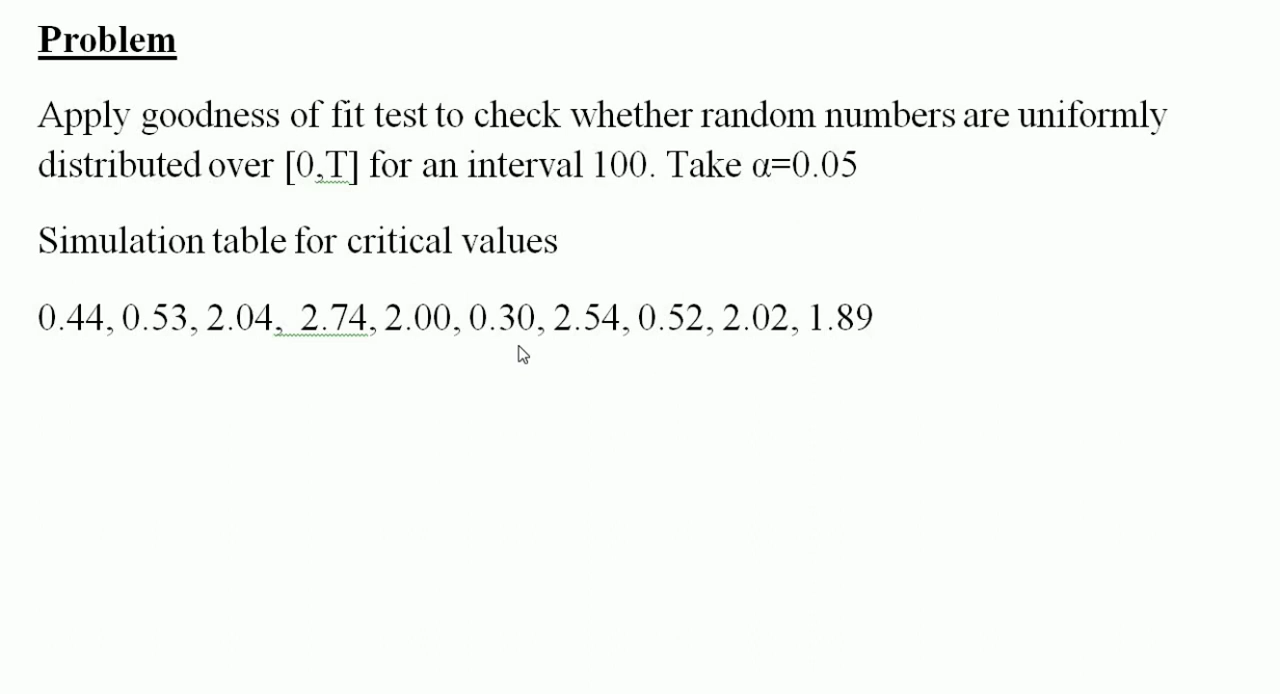 Problem
Apply goodness of fit test to check whether random numbers are uniformly
distributed over [0,T] for an interval 100. Take α=0.05
Simulation table for critical values
0.44, 0.53, 2.04,  2.74, 2.00, 0.30, 2.54, 0.52, 2.02, 1.89